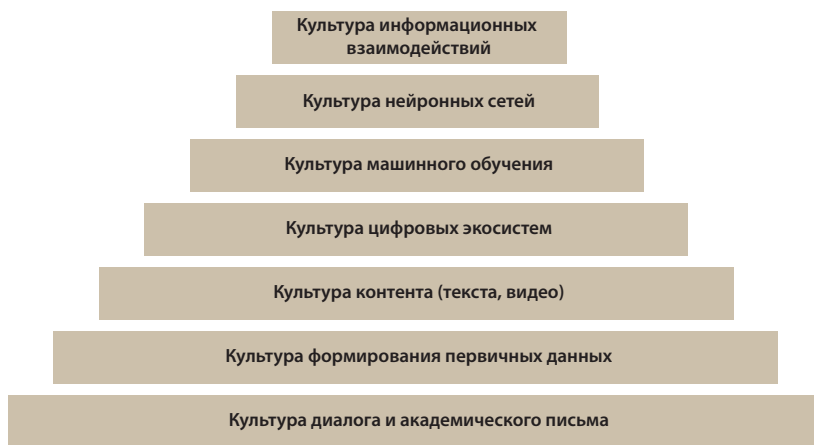 Культура информационных
взаимодействий
Культура нейронных сетей
Культура машинного обучения
Культура цифровых экосистем
Культура контента (текста, видео)
Культура формирования первичных данных
Культура диалога и академического письма